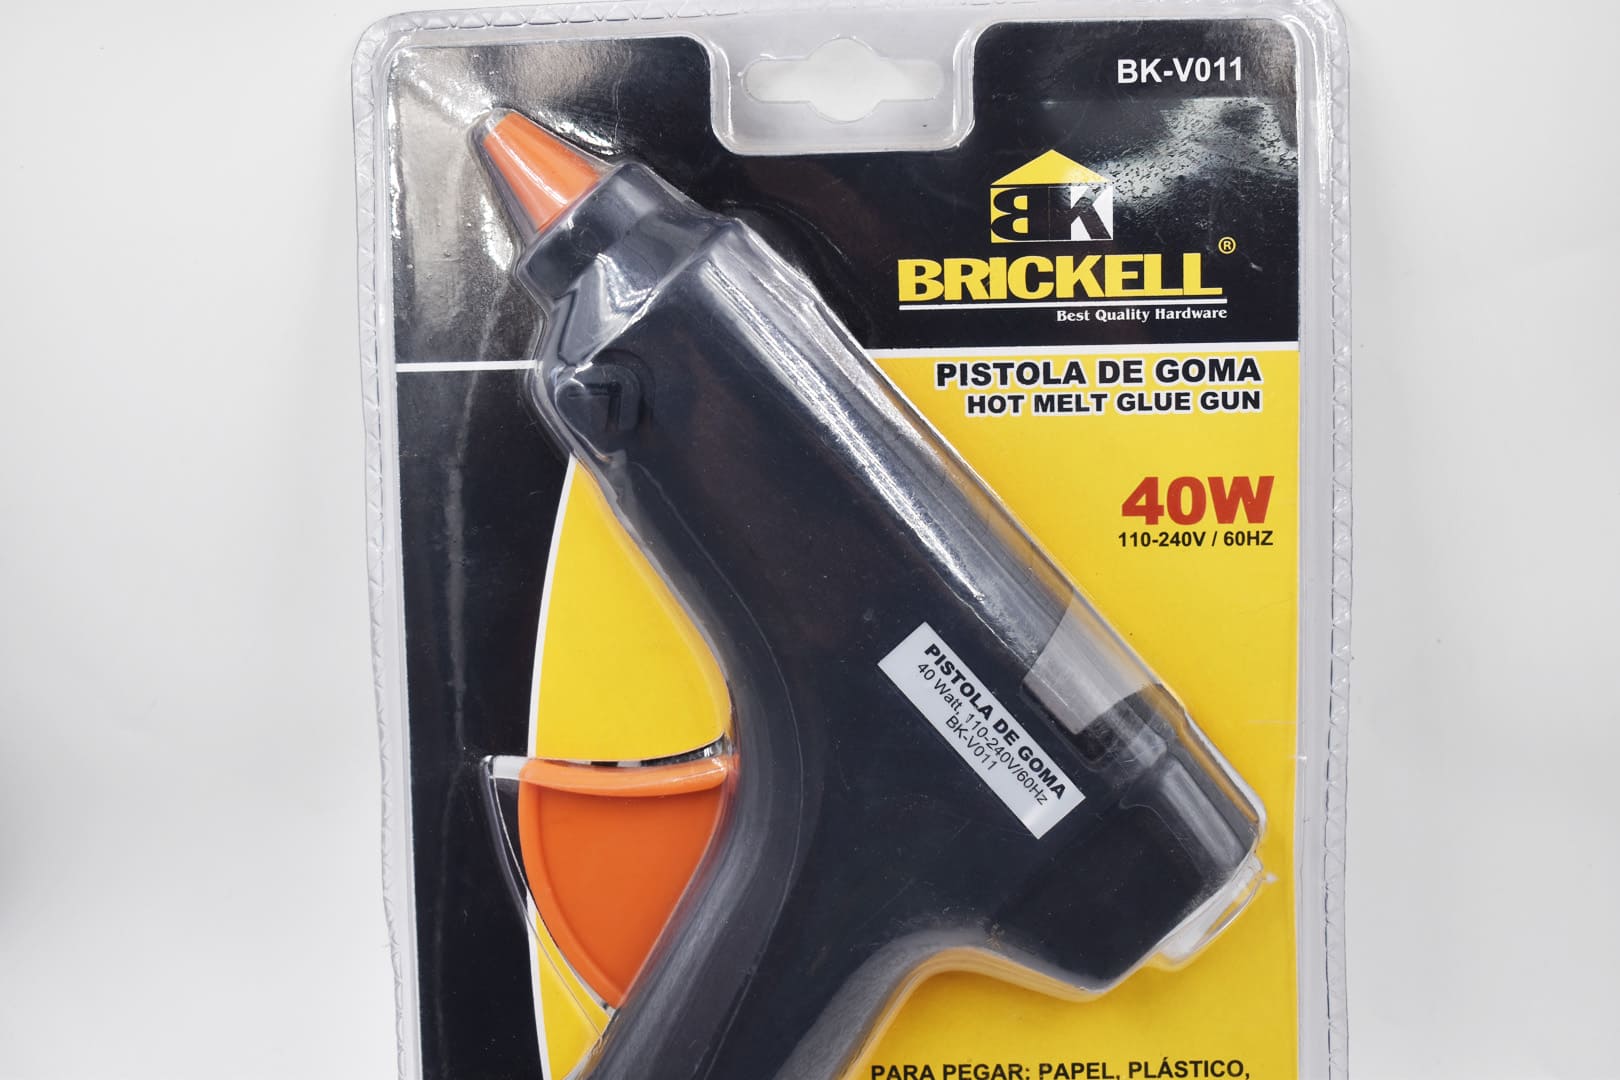 BK-V011
BK
BRICKELL®
Best Quality Hardware
PISTOLA DE GOMA
HOT MELT GLUE GUN
40W
110-240V / 60HZ
PISTOLA DE GOMA
40 Watt, 110-240V/60Hz
BK-V011
PARA PEGAR: PAPEL, PLÁSTICO,